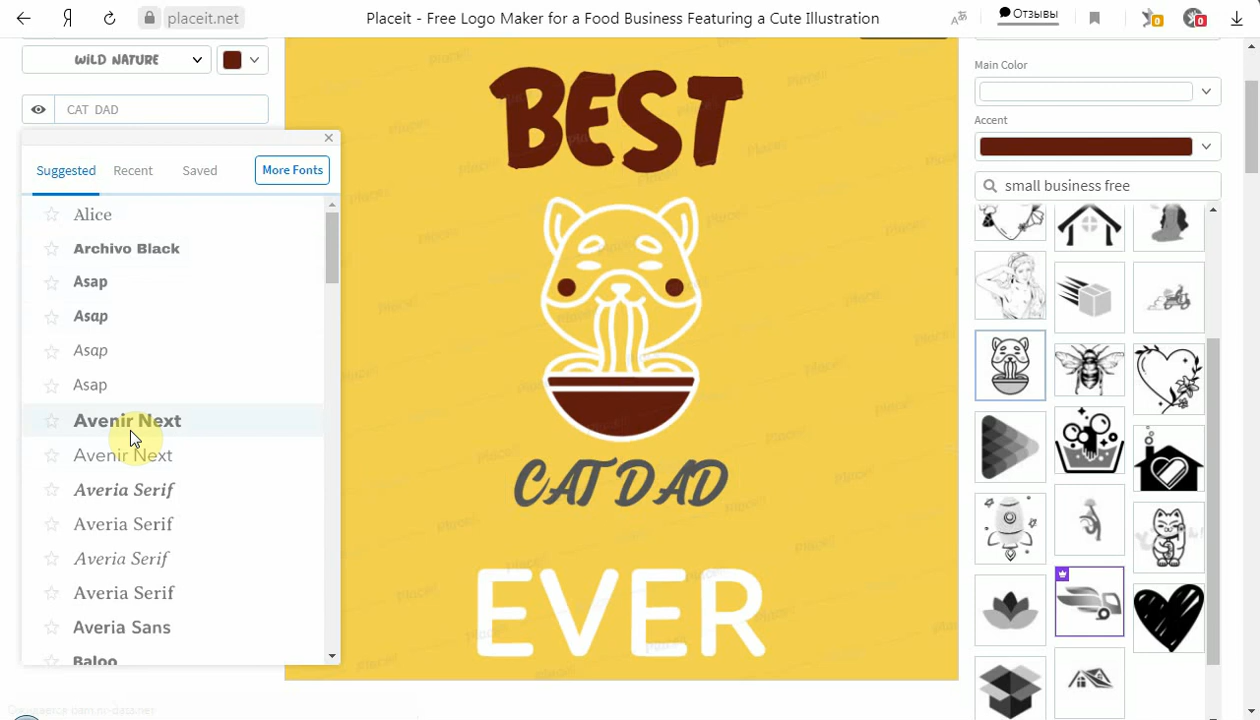 Я
placeit.net
Placeit - Free Logo Maker for a Food Business Featuring a Cute Illustration
Отзывы
0
0
WILD NATURE
CAT DAD
Suggested
Recent
Saved
More Fonts
Alice
Archivo Black
Asap
Asap
Asap
Asap
Avenir Next
Avenir Next
Averia Serif
Averia Serif
Averia Serif
Averia Serif
Averia Sans
Baloo
BEST
CAT DAD
EVER
Main Color
Accent
small business free